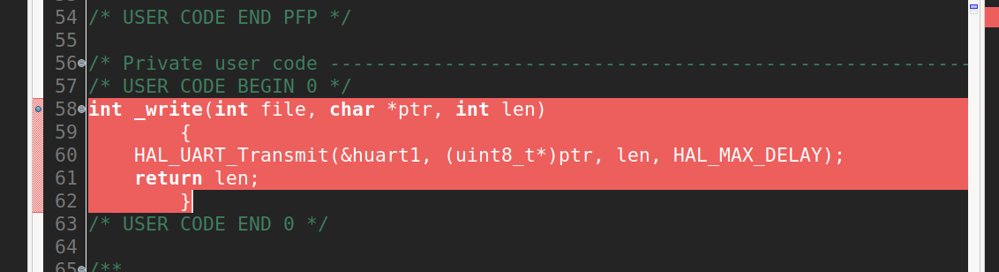 54 /* USER CODE END PFP */
55
56 /* Private user code ---------------------------------------------------------
57 /* USER CODE BEGIN 0 */
58 int _write(int file, char *ptr, int len)
59         {
60     HAL_UART_Transmit(&huart1, (uint8_t*)ptr, len, HAL_MAX_DELAY);
61     return len;
62         }
63 /* USER CODE END 0 */
64
65 /**